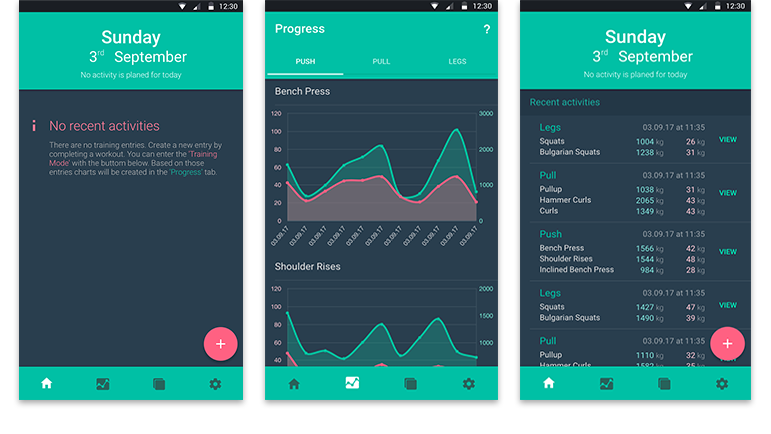 12:30
Sunday
3rd September
No activity is planed for today
No recent activities
There are no training entries. Create a new entry by
completing a workout. You can enter the 'Training
Mode' with the buttom below. Based on those
entries charts will be created in the 'Progress' tab.
12:30
Progress ?
PUSH PULL LEGS
Bench Press
120 3000
100
80 2000
60
40 1000
20
0 0
03.09.17 03.09.17 03.09.17 03.09.17 03.09.17 03.09.17 03.09.17 03.09.17 03.09.17 03.09.17 03.09.17
Shoulder Rises
120 2000
100
80 1000
60
40
12:30
Sunday
3rd September
No activity is planed for today
Recent activities
Legs 03.09.17 at 11:35
Squats 1004 kg 26 kg VIEW
Bulgarian Squats 1238 kg 31 kg
Pull 03.09.17 at 11:35
Pullup 1038 kg 31 kg
Hammer Curls 2065 kg 43 kg VIEW
Curls 1349 kg 43 kg
Push 03.09.17 at 11:35
Bench Press 1566 kg 42 kg
Shoulder Rises 1544 kg 48 kg VIEW
Inclined Bench Press 984 kg 28 kg
Legs 03.09.17 at 11:35
Squats 1427 kg 47 kg VIEW
Bulgarian Squats 1490 kg 39 kg
Pull 03.09.17 at 11:35
Pullup 1110 kg 32 kg
Hammer Curls 1582 kg 35 kg